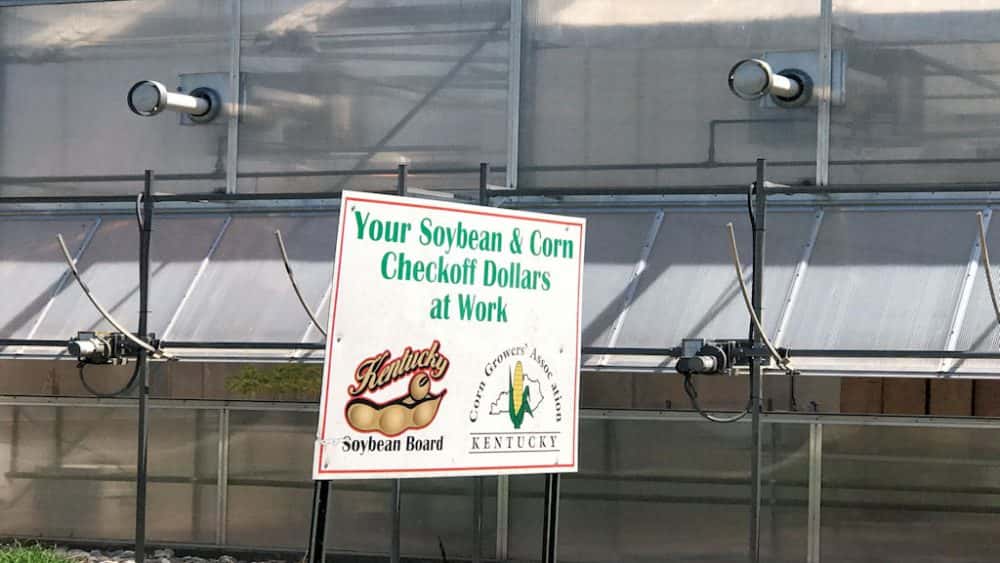 Your Soybean & Corn
Checkoff Dollars
at Work
Kentucky
Soybean Board
Corn Growers' Association
KENTUCKY